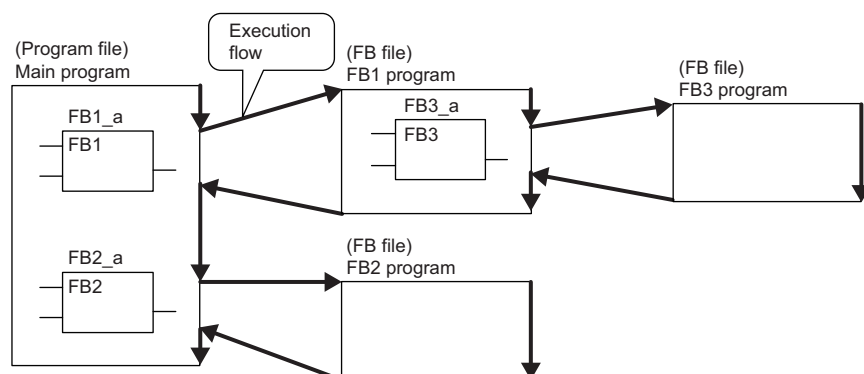 (Program file)
Main program
Execution
flow
(FB file)
FB1 program
(FB file)
FB3 program
FB1_a
FB1
FB3_a
FB3
FB2_a
FB2
(FB file)
FB2 program